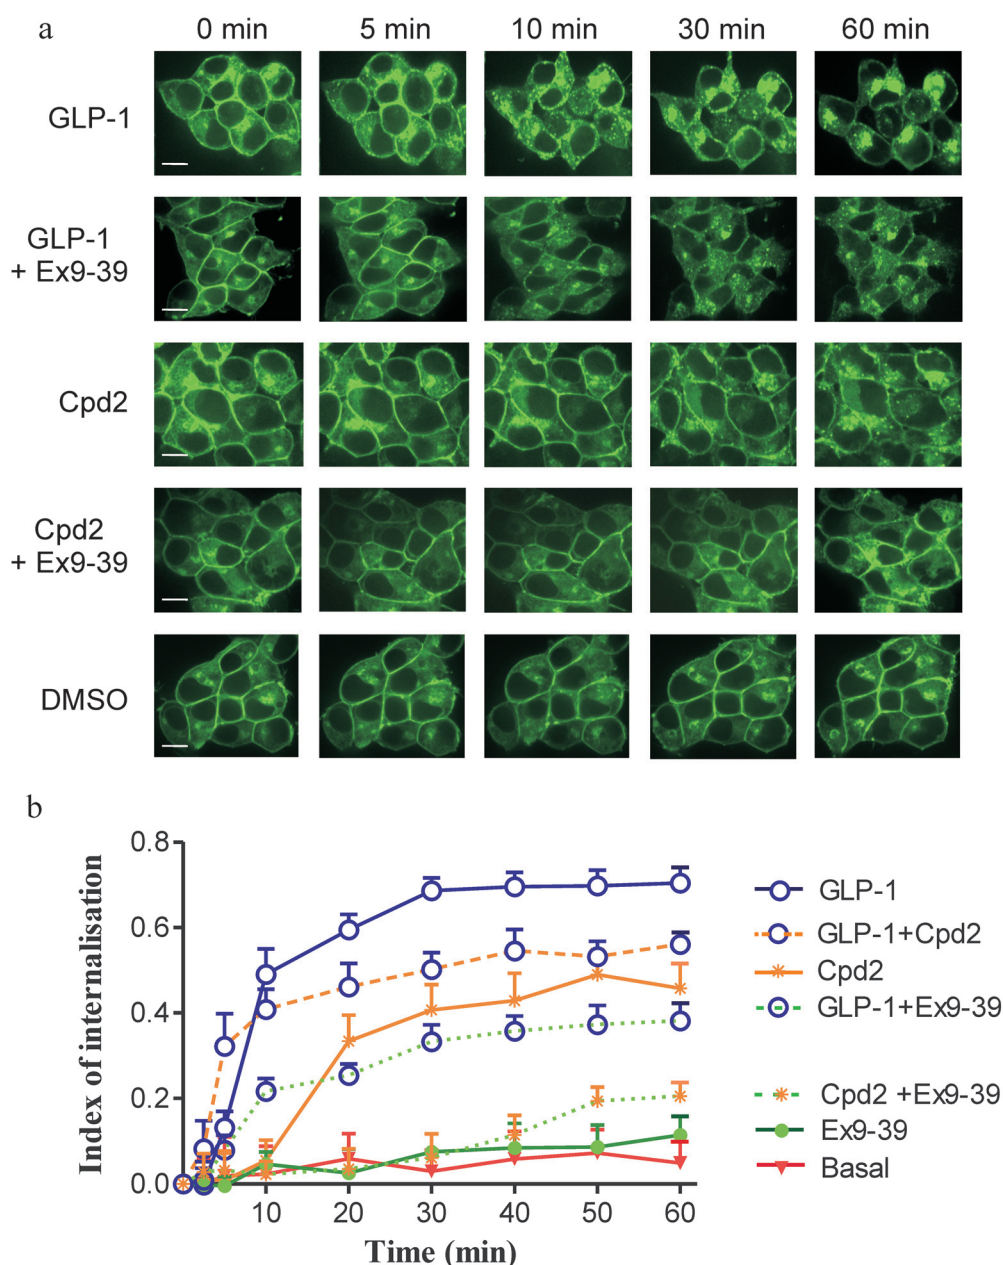 a
0 min 5 min 10 min 30 min 60 min
GLP-1
GLP-1
+ Ex9-39
Cpd2
Cpd2
+ Ex9-39
DMSO
b
Index of internalisation
0.8
0.6
0.4
0.2
0.0
10 20 30 40 50 60
Time (min)
GLP-1
GLP-1+Cpd2
Cpd2
GLP-1+Ex9-39
Cpd2 +Ex9-39
Ex9-39
Basal